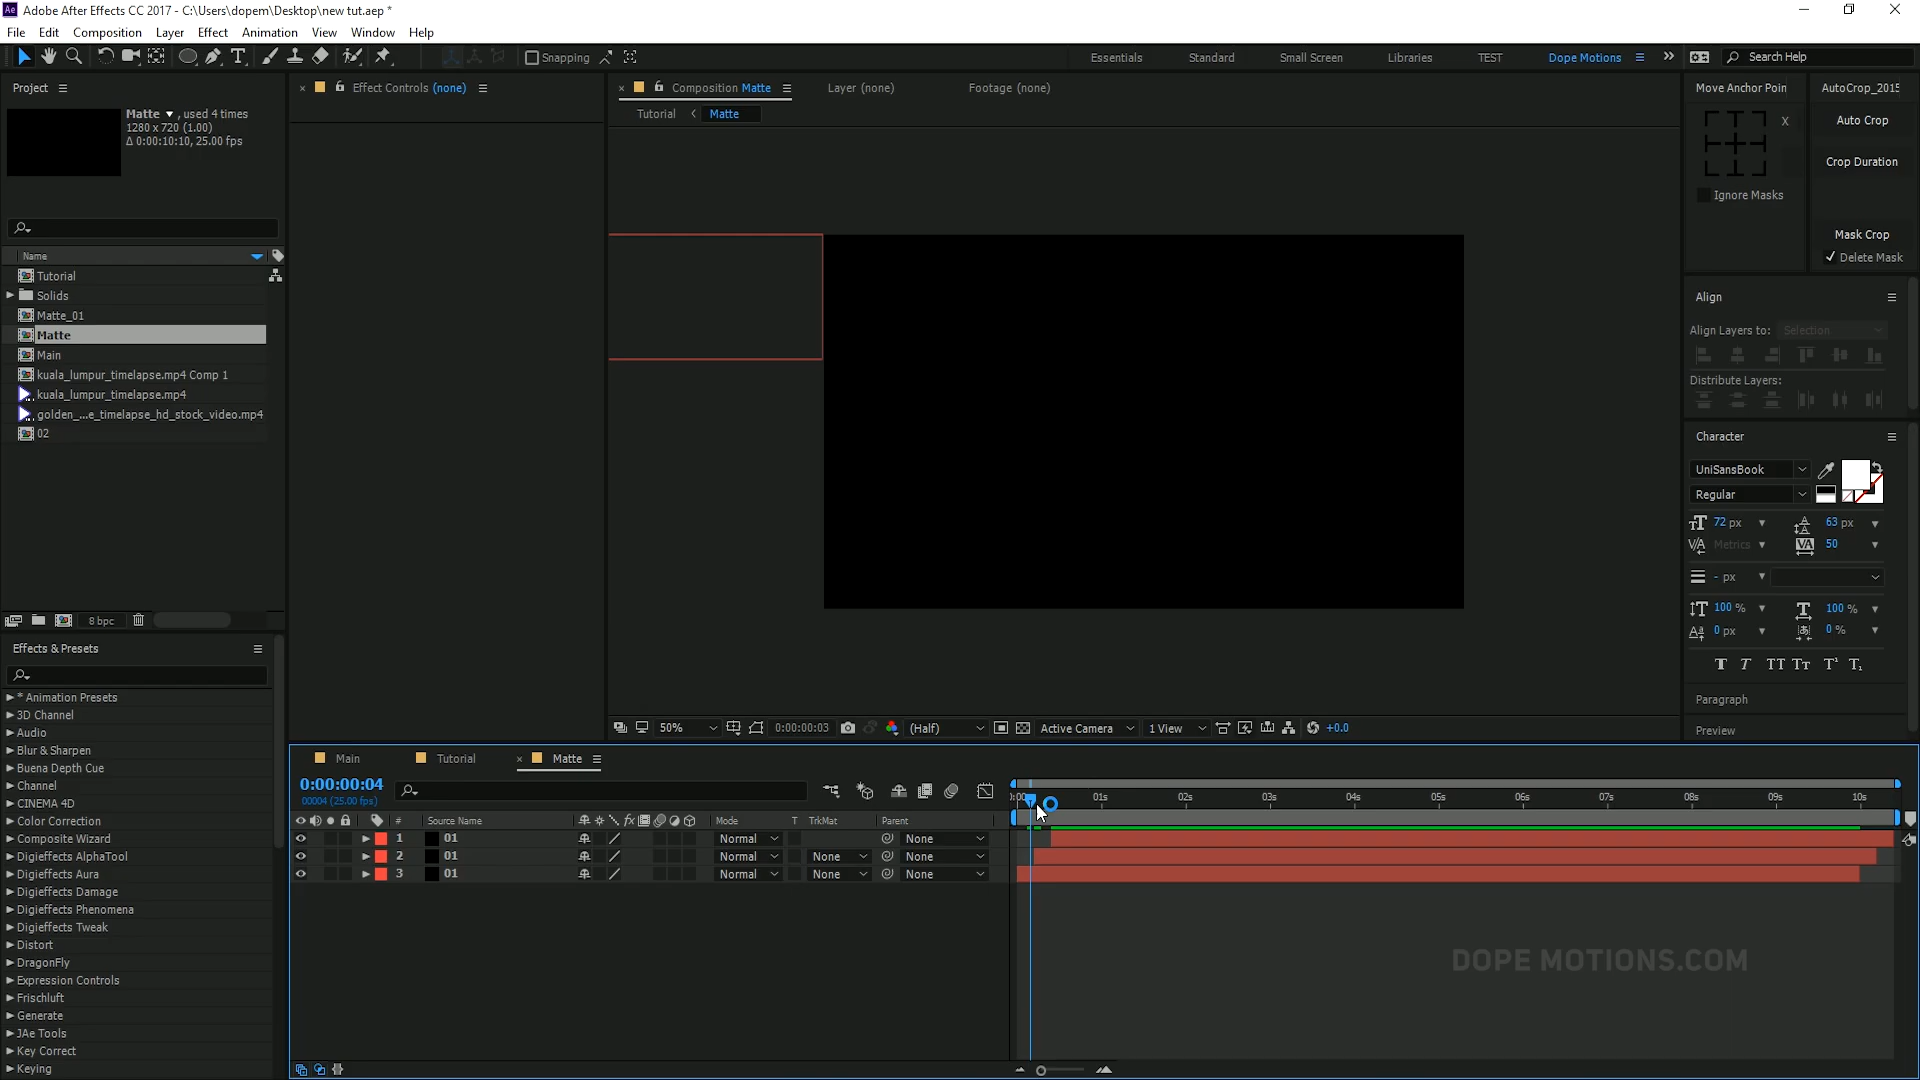 Adobe After Effects CC 2017 - C:\Users\dopem\Desktop\new tut.aep *
File Edit Composition Layer Effect Animation View Window Help
Snapping Essentials Standard Small Screen Libraries TEST Dope Motions Search Help
Project
Matte , used 4 times
1280 x 720 (1.00)
Δ 0:00:10:10, 25.00 fps
Name
Tutorial
Solids
Matte_01
Matte
Main
kuala_lumpur_timelapse.mp4 Comp 1
kuala_lumpur_timelapse.mp4
golden_...e_timelapse_hd_stock_video.mp4
02
8 bpc
Effects & Presets
* Animation Presets
3D Channel
Audio
Blur & Sharpen
Buena Depth Cue
Channel
CINEMA 4D
Color Correction
Composite Wizard
Digieffects AlphaTool
Digieffects Aura
Digieffects Damage
Digieffects Phenomena
Digieffects Tweak
Distort
DragonFly
Expression Controls
Frischluft
Generate
JAe Tools
Key Correct
Keying
Effect Controls (none)
Composition Matte Layer (none) Footage (none)
Tutorial Matte
50% 0:00:00:03 (Half) Active Camera 1 View +0.0
Main Tutorial Matte
0:00:00:04
00004 (25.00 fps)
# Source Name Mode T TrkMat Parent
1 01 Normal None
2 01 Normal None None
3 01 Normal None None
01s 02s 03s 04s 05s 06s 07s 08s 09s 10s
DOPE MOTIONS.COM
Move Anchor Poin
X
Ignore Masks
AutoCrop_2015
Auto Crop
Crop Duration
Mask Crop
Delete Mask
Align
Align Layers to: Selection
Distribute Layers:
Character
UniSansBook
Regular
72 px 63 px
Metrics 50
- px
100 % 100 %
0 px 0 %
T T TT Tt T¹ T₁
Paragraph
Preview